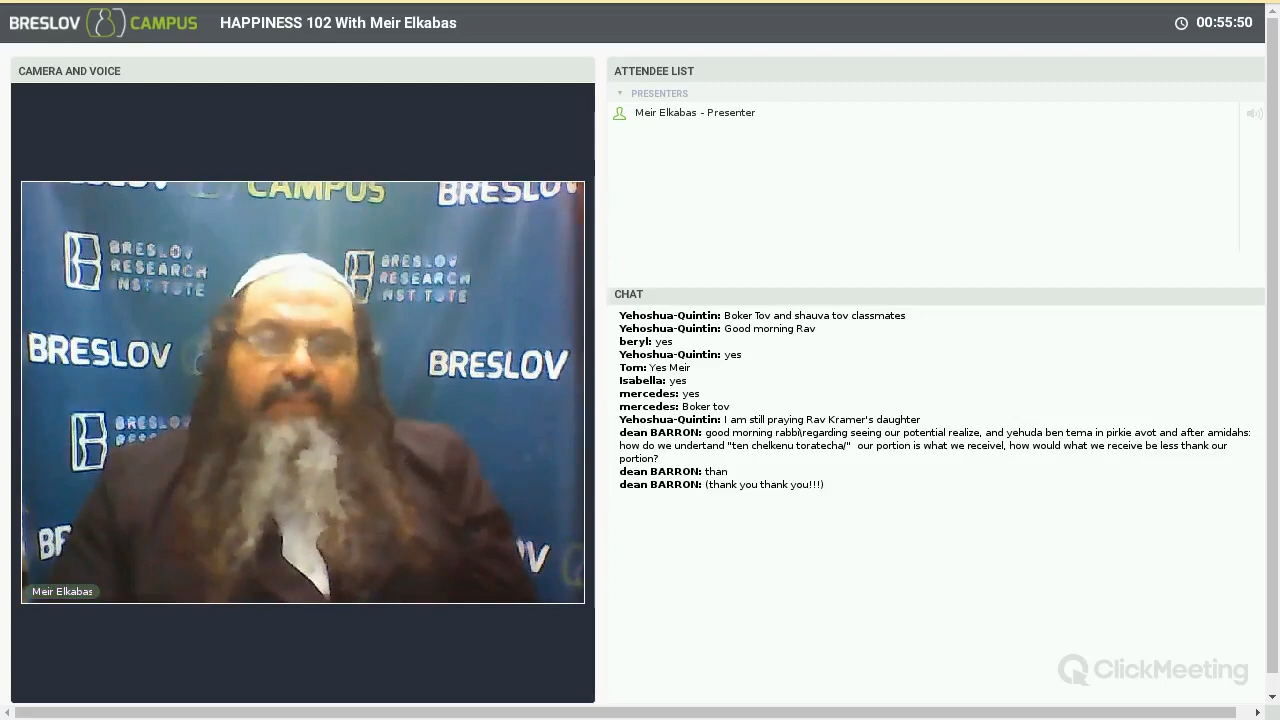 BRESLOV CAMPUS
HAPPINESS 102 With Meir Elkabas
00:55:50
CAMERA AND VOICE
CAMPUS
BRESLOV
BRESLOV
RESEARCH
INSTITUTE
BRESLOV
RESEARCH
INSTITUTE
BRESLOV
BRESLOV
BRESLOV
Meir Elkabas
ATTENDEE LIST
PRESENTERS
Meir Elkabas - Presenter
CHAT
Yehoshua-Quintin: Boker Tov and shauva tov classmates
Yehoshua-Quintin: Good morning Rav
beryl: yes
Yehoshua-Quintin: yes
Tom: Yes Meir
Isabella: yes
mercedes: yes
mercedes: Boker tov
Yehoshua-Quintin: I am still praying Rav Kramer's daughter
dean BARRON: good morning rabbi\regarding seeing our potential realize, and yehuda ben tema in pirkie avot and after amidahs:
how do we undertand "ten chelkenu toratecha/"  our portion is what we receivel, how would what we receive be less thank our
portion?
dean BARRON: than
dean BARRON: (thank you thank you!!!)
ClickMeeting